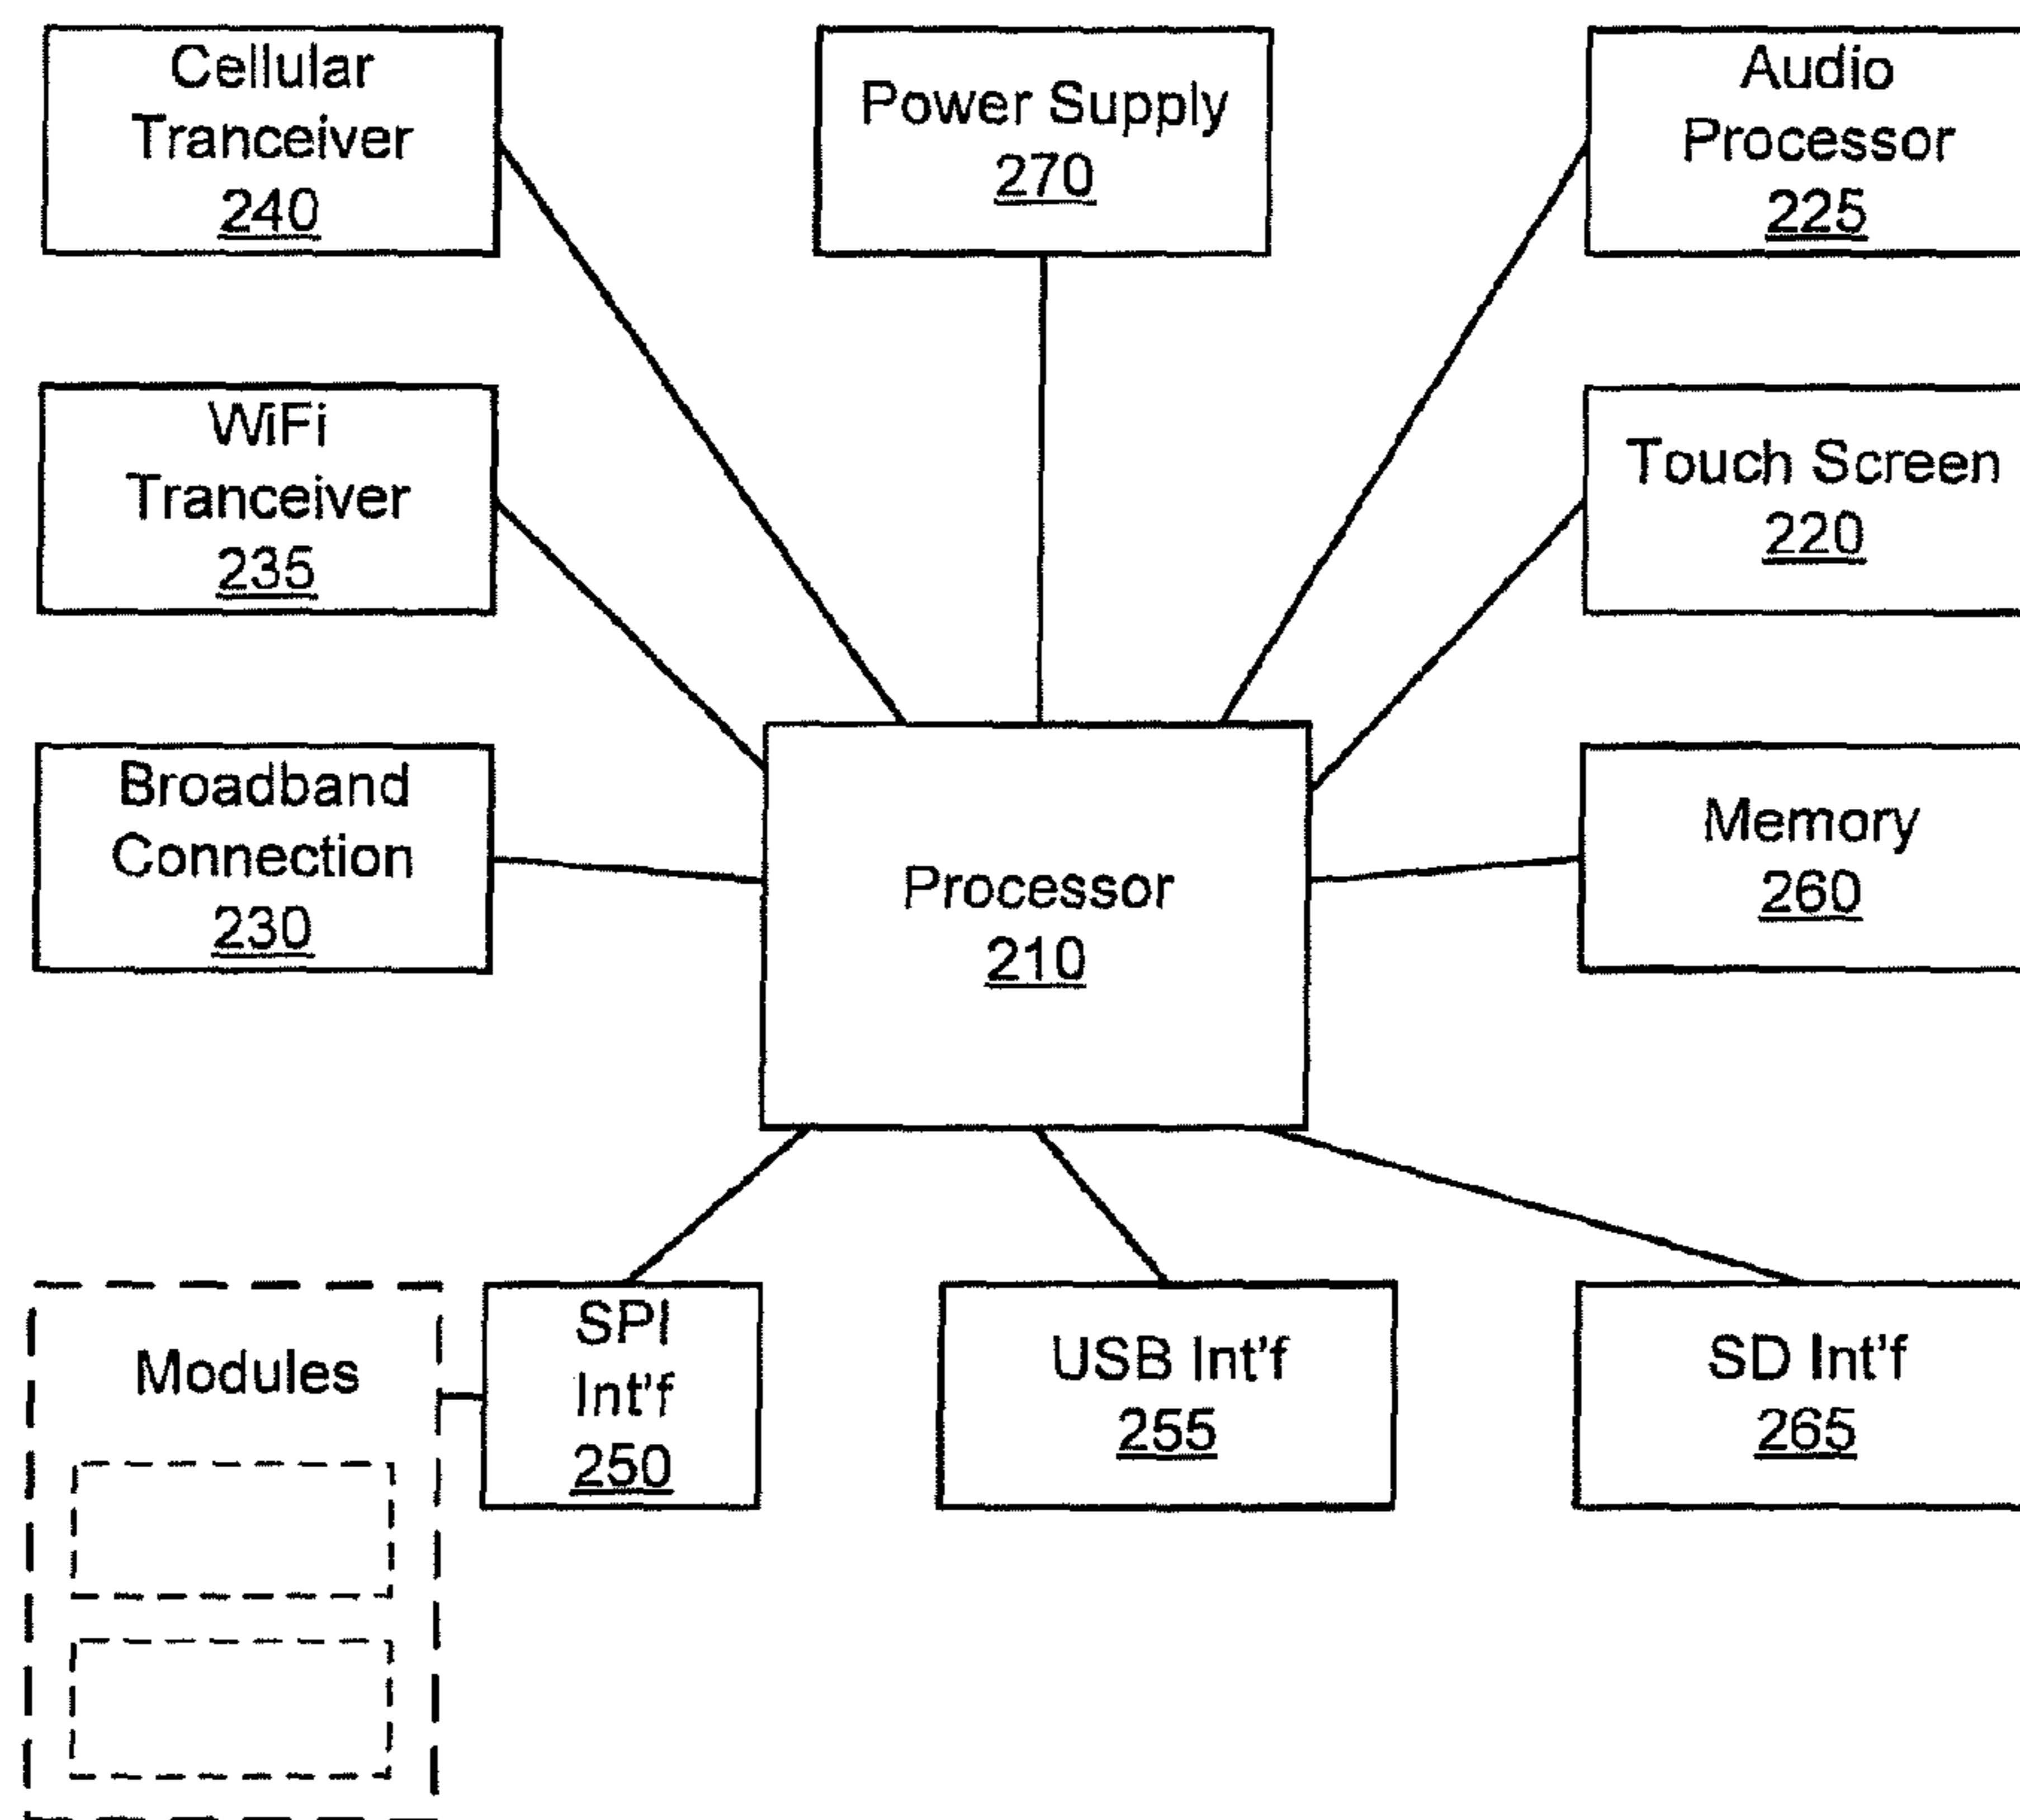 Cellular
Tranceiver
240
Power Supply
270
Audio
Processor
225
WiFi
Tranceiver
235
Touch Screen
220
Broadband
Connection
230
Processor
210
Memory
260
Modules
SPI
Int'f
250
USB Int'f
255
SD Int'f
265